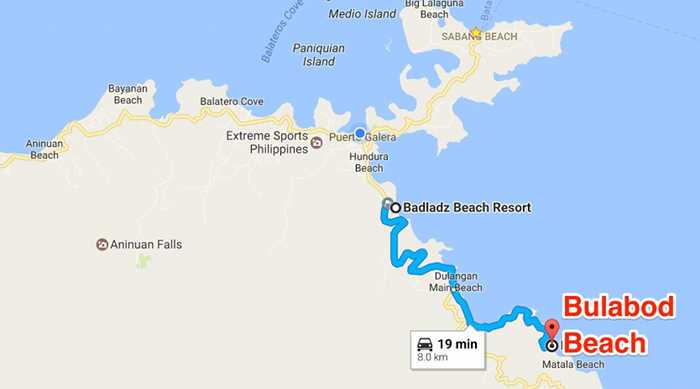 Big Lalaguna
Beach
Medio Island
SABANG BEACH
Balateros Cove
Paniquian
Island
Bayanan
Beach
Balatero Cove
Extreme Sports
Philippines
Puerto Galera
Aninuan
Beach
Hundura
Beach
Badladz Beach Resort
Aninuan Falls
Dulangan
Main Beach
Bulabod
Beach
19 min
8.0 km
Matala Beach